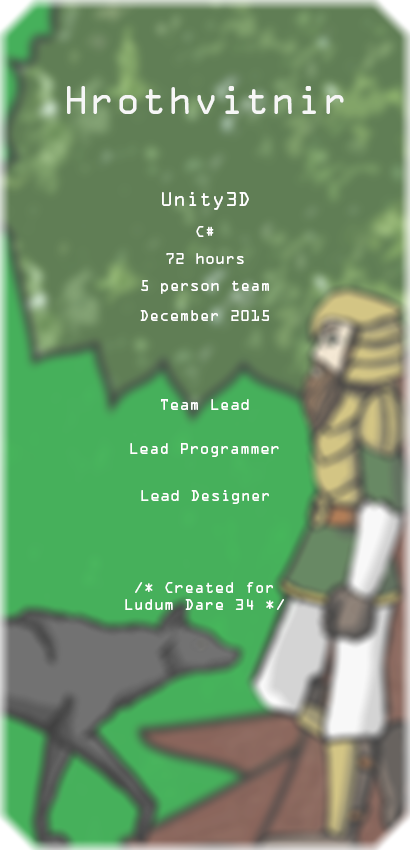 Hrothvitnir
Unity3D
C#
72 hours
5 person team
December 2015
Team Lead
Lead Programmer
Lead Designer
/* Created for
Ludum Dare 34 */